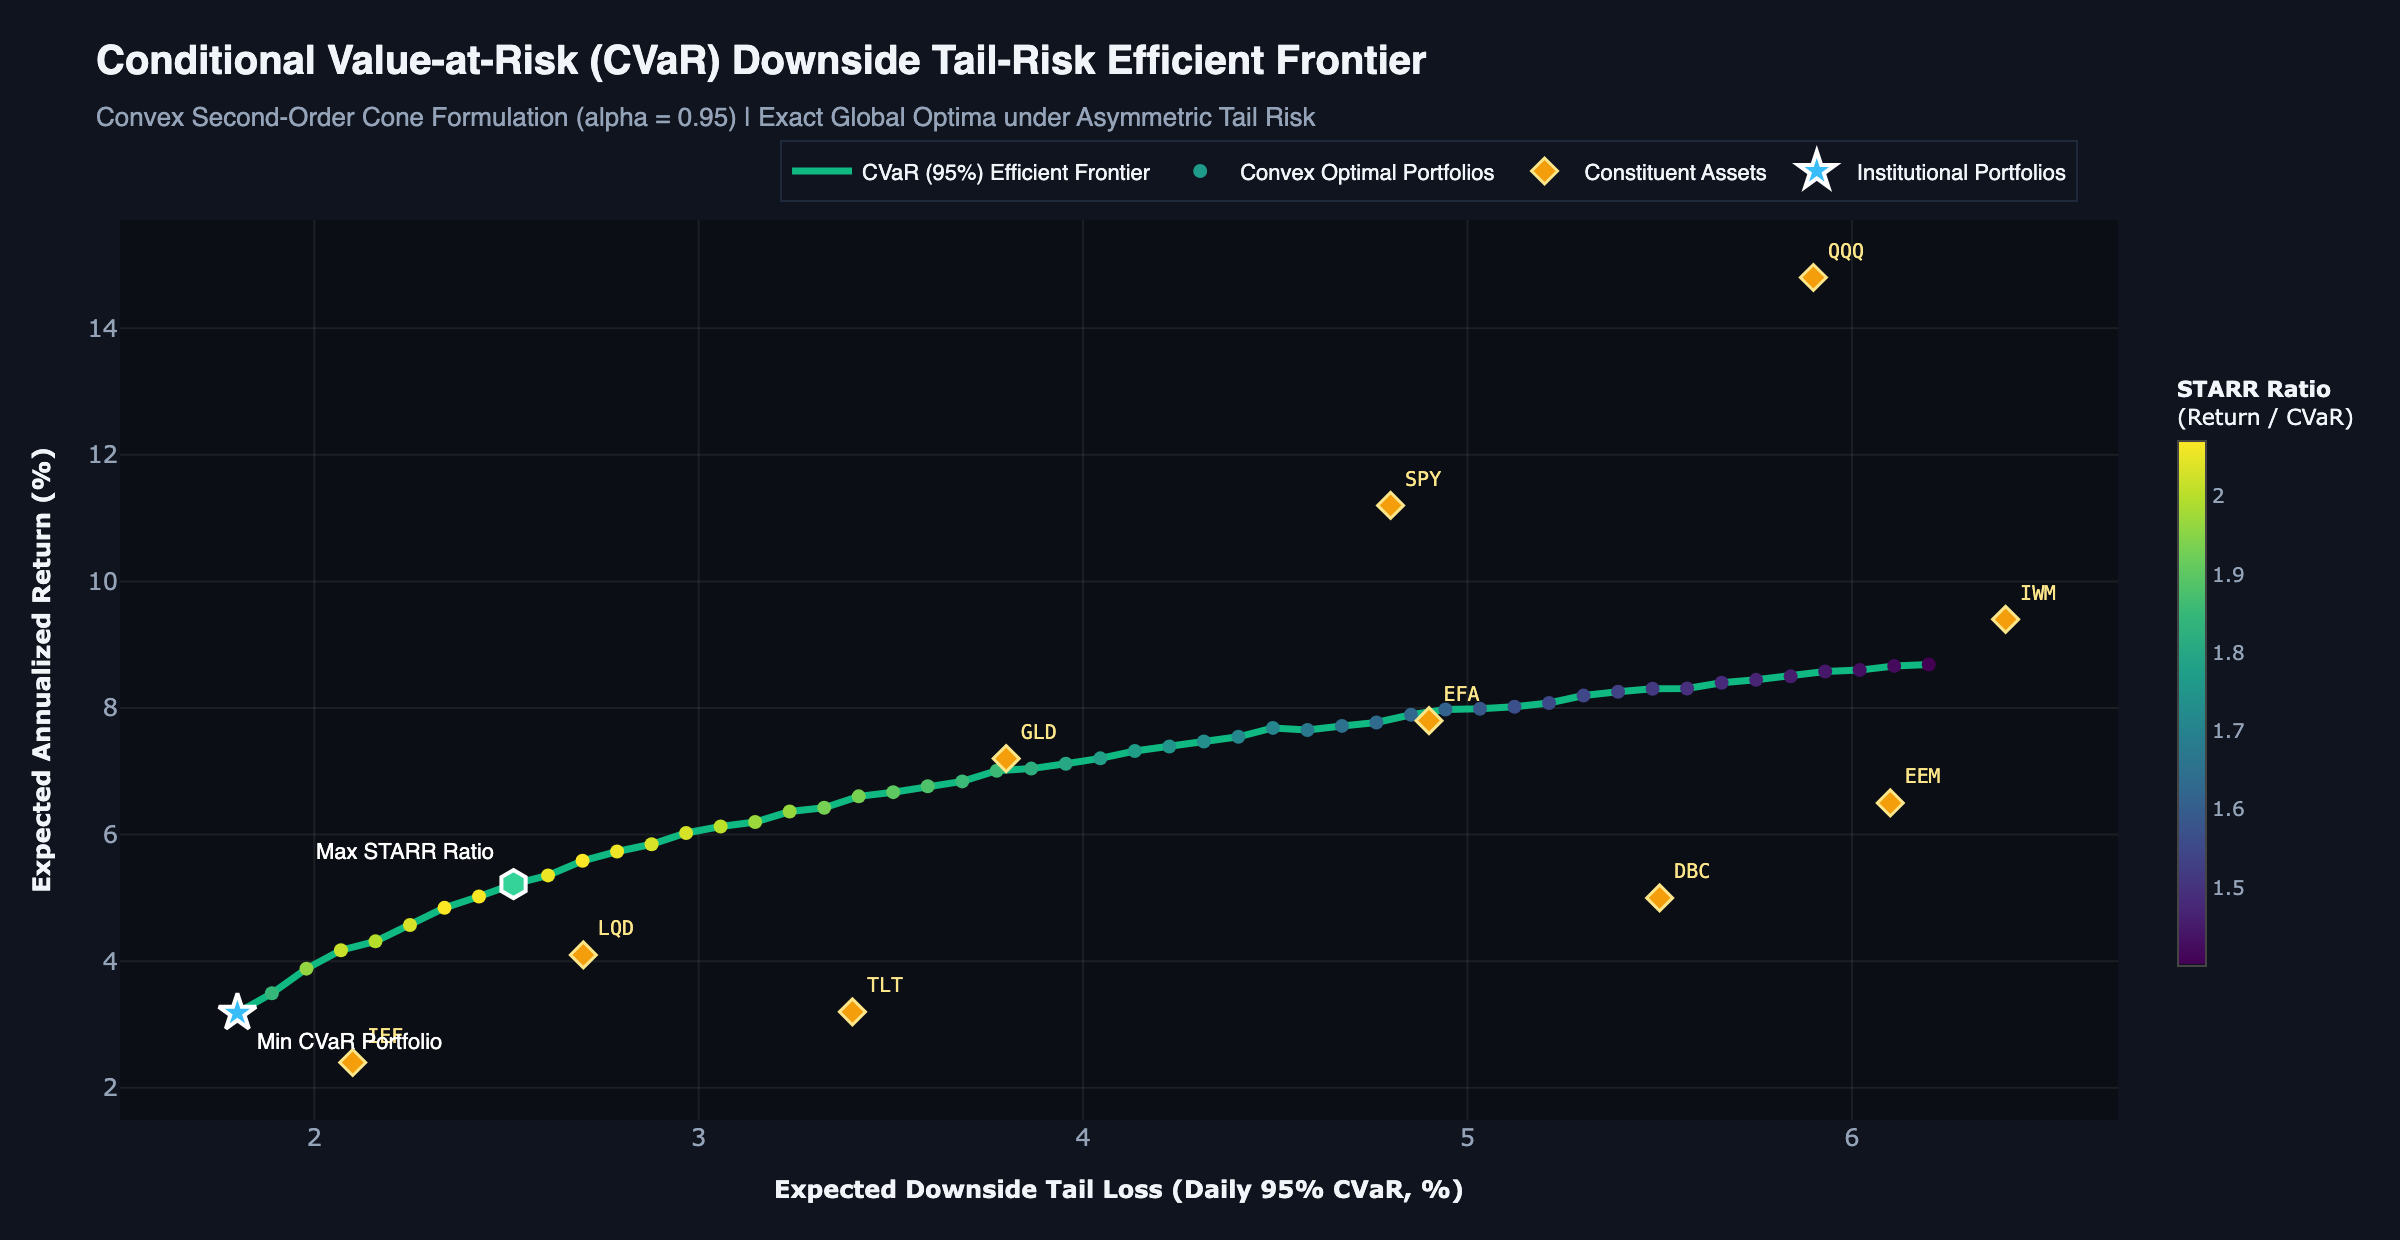 Conditional Value-at-Risk (CVaR) Downside Tail-Risk Efficient Frontier
Convex Second-Order Cone Formulation (alpha = 0.95) | Exact Global Optima under Asymmetric Tail Risk
CVaR (95%) Efficient Frontier
Convex Optimal Portfolios
Constituent Assets
Institutional Portfolios
QQQ
SPY
IWM
EFA
GLD
EEM
Max STARR Ratio
DBC
LQD
TLT
IEF
Min CVaR Portfolio
Expected Annualized Return (%)
14
12
10
8
6
4
2
2
3
4
5
6
Expected Downside Tail Loss (Daily 95% CVaR, %)
STARR Ratio
(Return / CVaR)
2
1.9
1.8
1.7
1.6
1.5